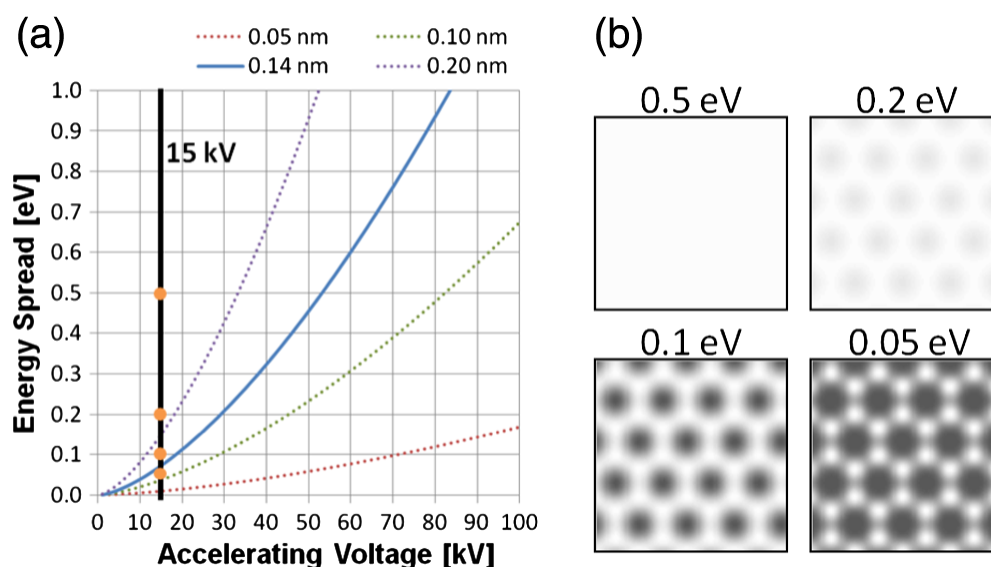 (a)
0.05 nm 0.10 nm
0.14 nm 0.20 nm
1.0
0.9
0.8
0.7
0.6
0.5
0.4
0.3
0.2
0.1
0.0
Energy Spread [eV]
15 kV
0 10 20 30 40 50 60 70 80 90 100
Accelerating Voltage [kV]
(b)
0.5 eV 0.2 eV
0.1 eV 0.05 eV